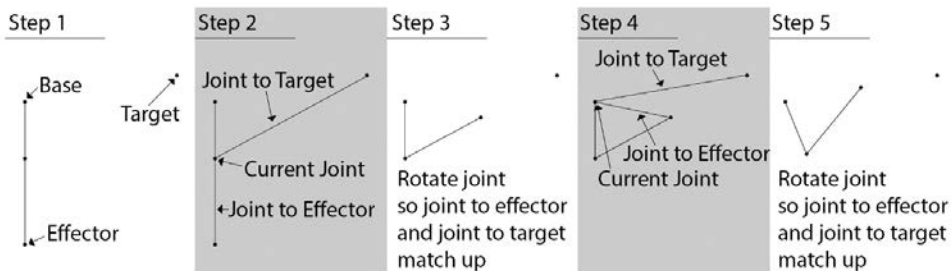 Step 1
Base
Target
Effector
Step 2
Joint to Target
Current Joint
Joint to Effector
Step 3
Rotate joint
so joint to effector
and joint to target
match up
Step 4
Joint to Target
Joint to Effector
Current Joint
Step 5
Rotate joint
so joint to effector
and joint to target
match up